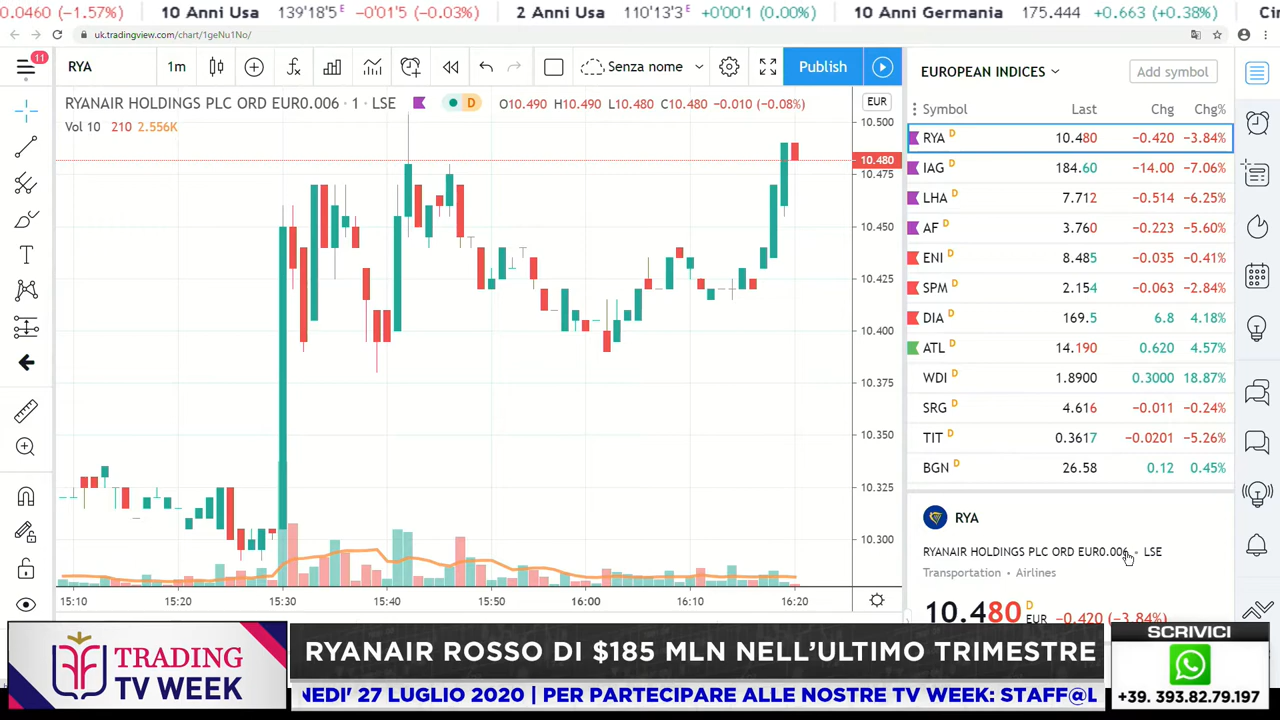 .0460 (−1.57%) 10 Anni Usa 139'18'5 E −0'01'5 (−0.03%) 2 Anni Usa 110'13'3 E +0'00'1 (0.00%) 10 Anni Germania 175.444 +0.663 (+0.38%) Cir
uk.tradingview.com/chart/1geNu1No/
11
RYA 1m Senza nome Publish
EUROPEAN INDICES Add symbol
RYANAIR HOLDINGS PLC ORD EUR0.006 · 1 · LSE D O10.490 H10.490 L10.480 C10.480 −0.010 (−0.08%) EUR
Vol 10 210 2.556K
10.500
10.480
10.475
10.450
10.425
10.400
10.375
10.350
10.325
10.300
15:10 15:20 15:30 15:40 15:50 16:00 16:10 16:20
Symbol Last Chg Chg%
RYA D 10.480 −0.420 −3.84%
IAG D 184.60 −14.00 −7.06%
LHA D 7.712 −0.514 −6.25%
AF D 3.760 −0.223 −5.60%
ENI D 8.485 −0.035 −0.41%
SPM D 2.154 −0.063 −2.84%
DIA D 169.5 6.8 4.18%
ATL D 14.190 0.620 4.57%
WDI D 1.8900 0.3000 18.87%
SRG D 4.616 −0.011 −0.24%
TIT D 0.3617 −0.0201 −5.26%
BGN D 26.58 0.12 0.45%
RYA
RYANAIR HOLDINGS PLC ORD EUR0.006 • LSE
Transportation • Airlines
10.480 D EUR −0.420 (−3.84%)
TRADING
TV WEEK
RYANAIR ROSSO DI $185 MLN NELL'ULTIMO TRIMESTRE
NEDI' 27 LUGLIO 2020 | PER PARTECIPARE ALLE NOSTRE TV WEEK: STAFF@L
SCRIVICI
+39. 393.82.79.197